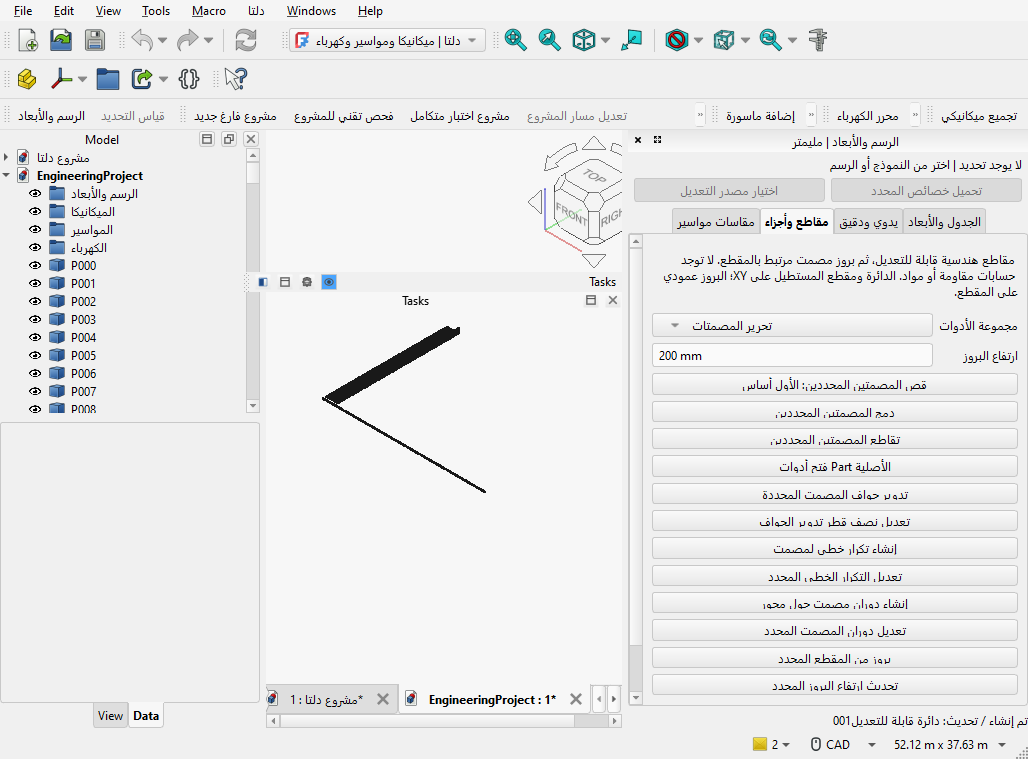 File Edit View Tools Macro دلتا Windows Help
دلتا | ميكانيكا ومواسير وكهرباء
الرسم والأبعاد قياس التحديد مشروع فارغ جديد فحص تقني للمشروع مشروع اختبار متكامل تعديل مسار المشروع » إضافة ماسورة » محرر الكهرباء » تجميع ميكانيكي
Model
مشروع دلتا
EngineeringProject
الرسم والأبعاد
الميكانيكا
المواسير
الكهرباء
P000
P001
P002
P003
P004
P005
P006
P007
P008
View Data
TOP
FRONT
RIGH
Tasks
Tasks
مشروع دلتا : 1*
EngineeringProject : 1*
الرسم والأبعاد | مليمتر
لا يوجد تحديد | اختر من النموذج أو الرسم
تحميل خصائص المحدد
اختيار مصدر التعديل
الجدول والأبعاد
يدوي ودقيق
مقاطع وأجزاء
مقاسات مواسير
مقاطع هندسية قابلة للتعديل، ثم بروز مصمت مرتبط بالمقطع. لا توجد
حسابات مقاومة أو مواد. الدائرة ومقطع المستطيل على XY؛ البروز عمودي
على المقطع.
مجموعة الأدوات
تحرير المصمتات
ارتفاع البروز
200 mm
قص المصمتين المحددين: الأول أساس
دمج المصمتين المحددين
تقاطع المصمتين المحددين
فتح أدوات Part الأصلية
تدوير حواف المصمت المحددة
تعديل نصف قطر تدوير الحواف
إنشاء تكرار خطي لمصمت
تعديل التكرار الخطي المحدد
إنشاء دوران مصمت حول محور
تعديل دوران المصمت المحدد
بروز من المقطع المحدد
تحديث ارتفاع البروز المحدد
تم إنشاء / تحديث: دائرة قابلة للتعديل001
2 CAD 52.12 m x 37.63 m